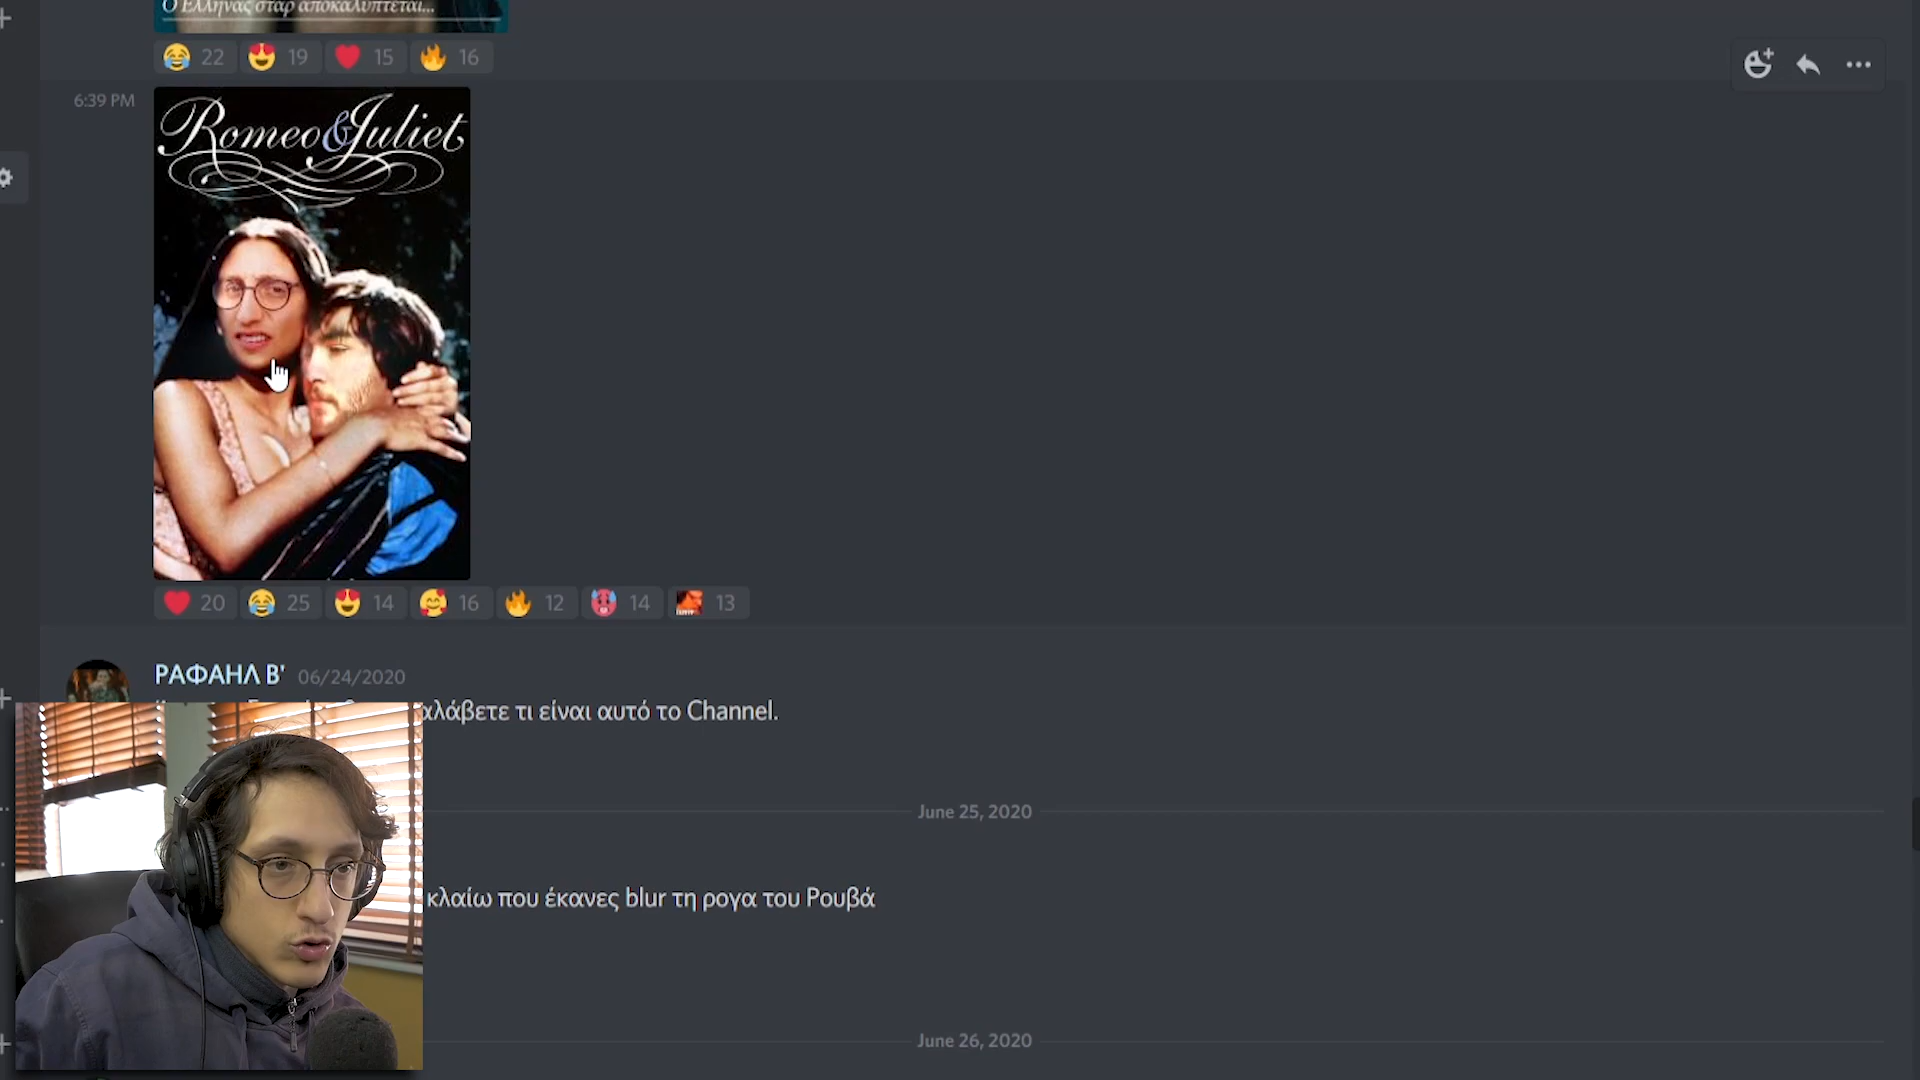 Ο Έλληνας σταρ αποκαλύπτεται...
22 19 15 16
6:39 PM
Romeo & Juliet
20 25 14 16 12 14 13
ΡΑΦΑΗΛ Β' 06/24/2020
αλάβετε τι είναι αυτό το Channel.
June 25, 2020
κλαίω που έκανες blur τη ρογα του Ρουβά
June 26, 2020